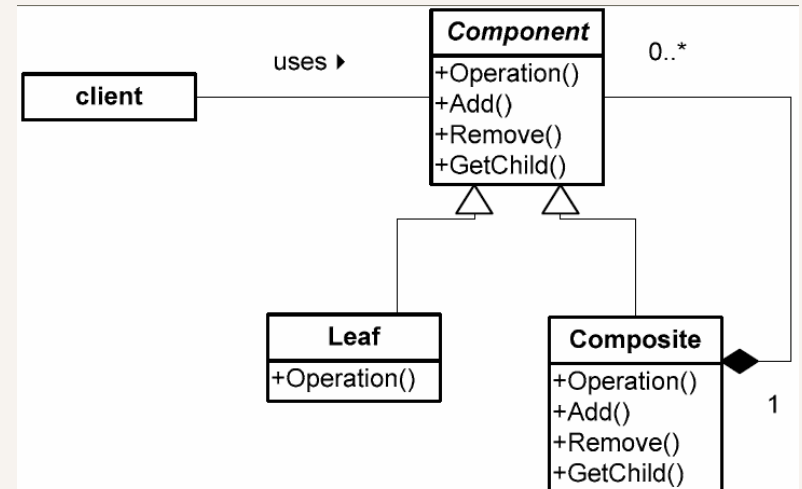 Component
+Operation()
+Add()
+Remove()
+GetChild()
uses
0..*
client
Leaf
+Operation()
Composite
+Operation()
+Add()
+Remove()
+GetChild()
1